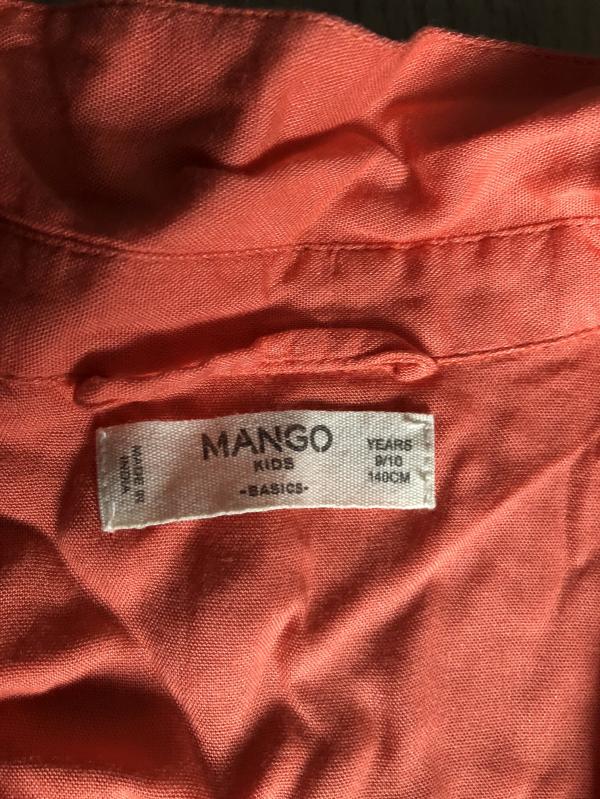 MANGO
KIDS
-BASICS-
YEARS
9/10
140CM
MADE IN
INDIA